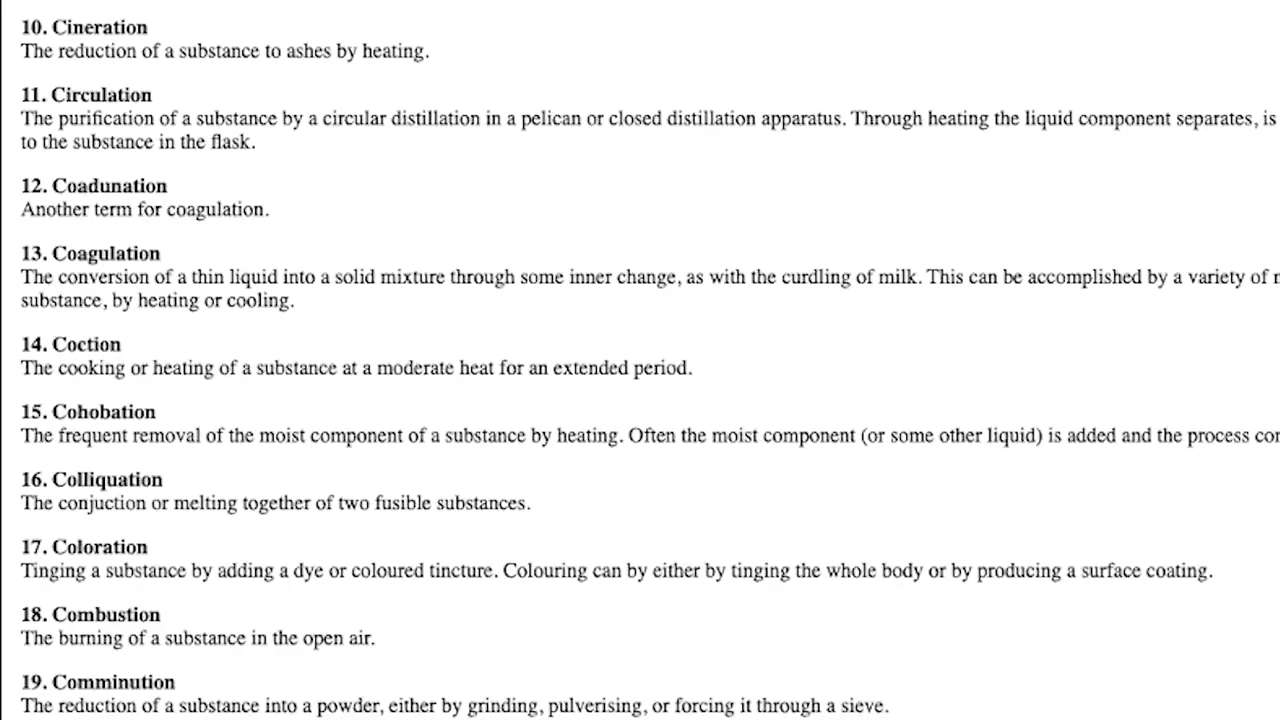 10. Cineration
The reduction of a substance to ashes by heating.
11. Circulation
The purification of a substance by a circular distillation in a pelican or closed distillation apparatus. Through heating the liquid component separates, is
to the substance in the flask.
12. Coadunation
Another term for coagulation.
13. Coagulation
The conversion of a thin liquid into a solid mixture through some inner change, as with the curdling of milk. This can be accomplished by a variety of
substance, by heating or cooling.
14. Coction
The cooking or heating of a substance at a moderate heat for an extended period.
15. Cohobation
The frequent removal of the moist component of a substance by heating. Often the moist component (or some other liquid) is added and the process
16. Colliquation
The conjuction or melting together of two fusible substances.
17. Coloration
Tinging a substance by adding a dye or coloured tincture. Colouring can by either by tinging the whole body or by producing a surface coating.
18. Combustion
The burning of a substance in the open air.
19. Comminution
The reduction of a substance into a powder, either by grinding, pulverising, or forcing it through a sieve.